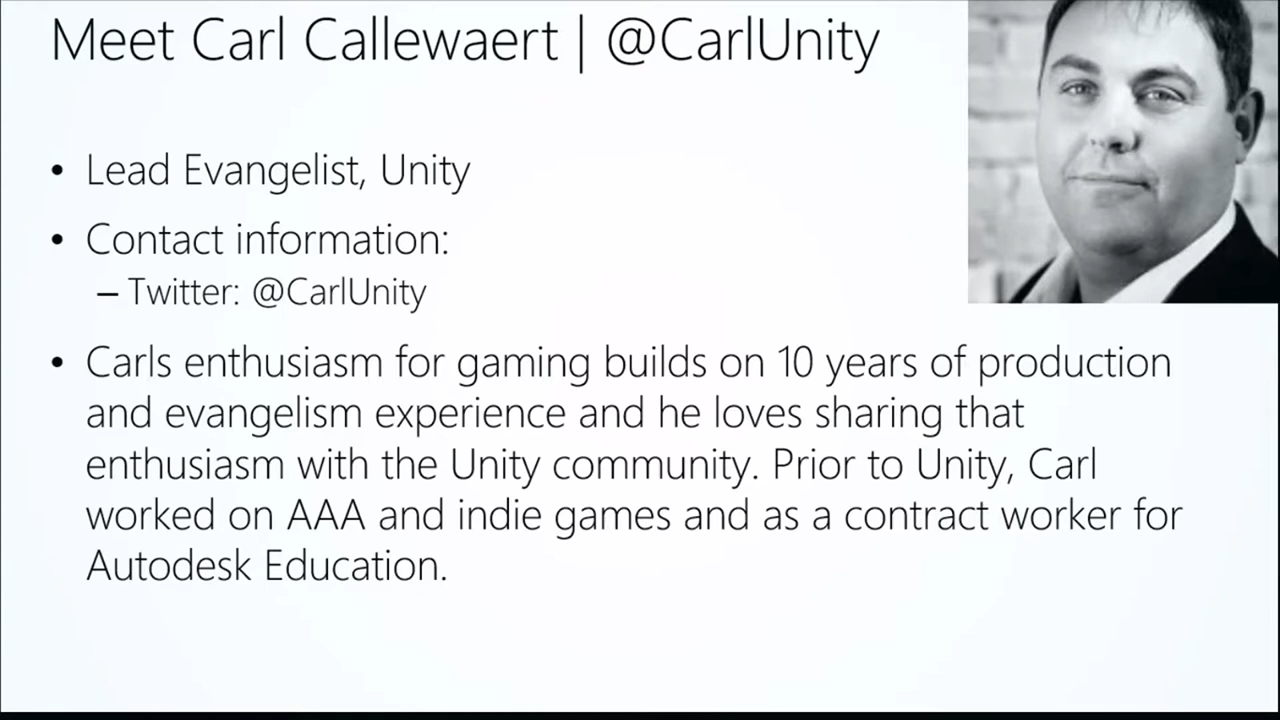 Meet Carl Callewaert | @CarlUnity
• Lead Evangelist, Unity
• Contact information:
– Twitter: @CarlUnity
• Carls enthusiasm for gaming builds on 10 years of production
and evangelism experience and he loves sharing that
enthusiasm with the Unity community. Prior to Unity, Carl
worked on AAA and indie games and as a contract worker for
Autodesk Education.